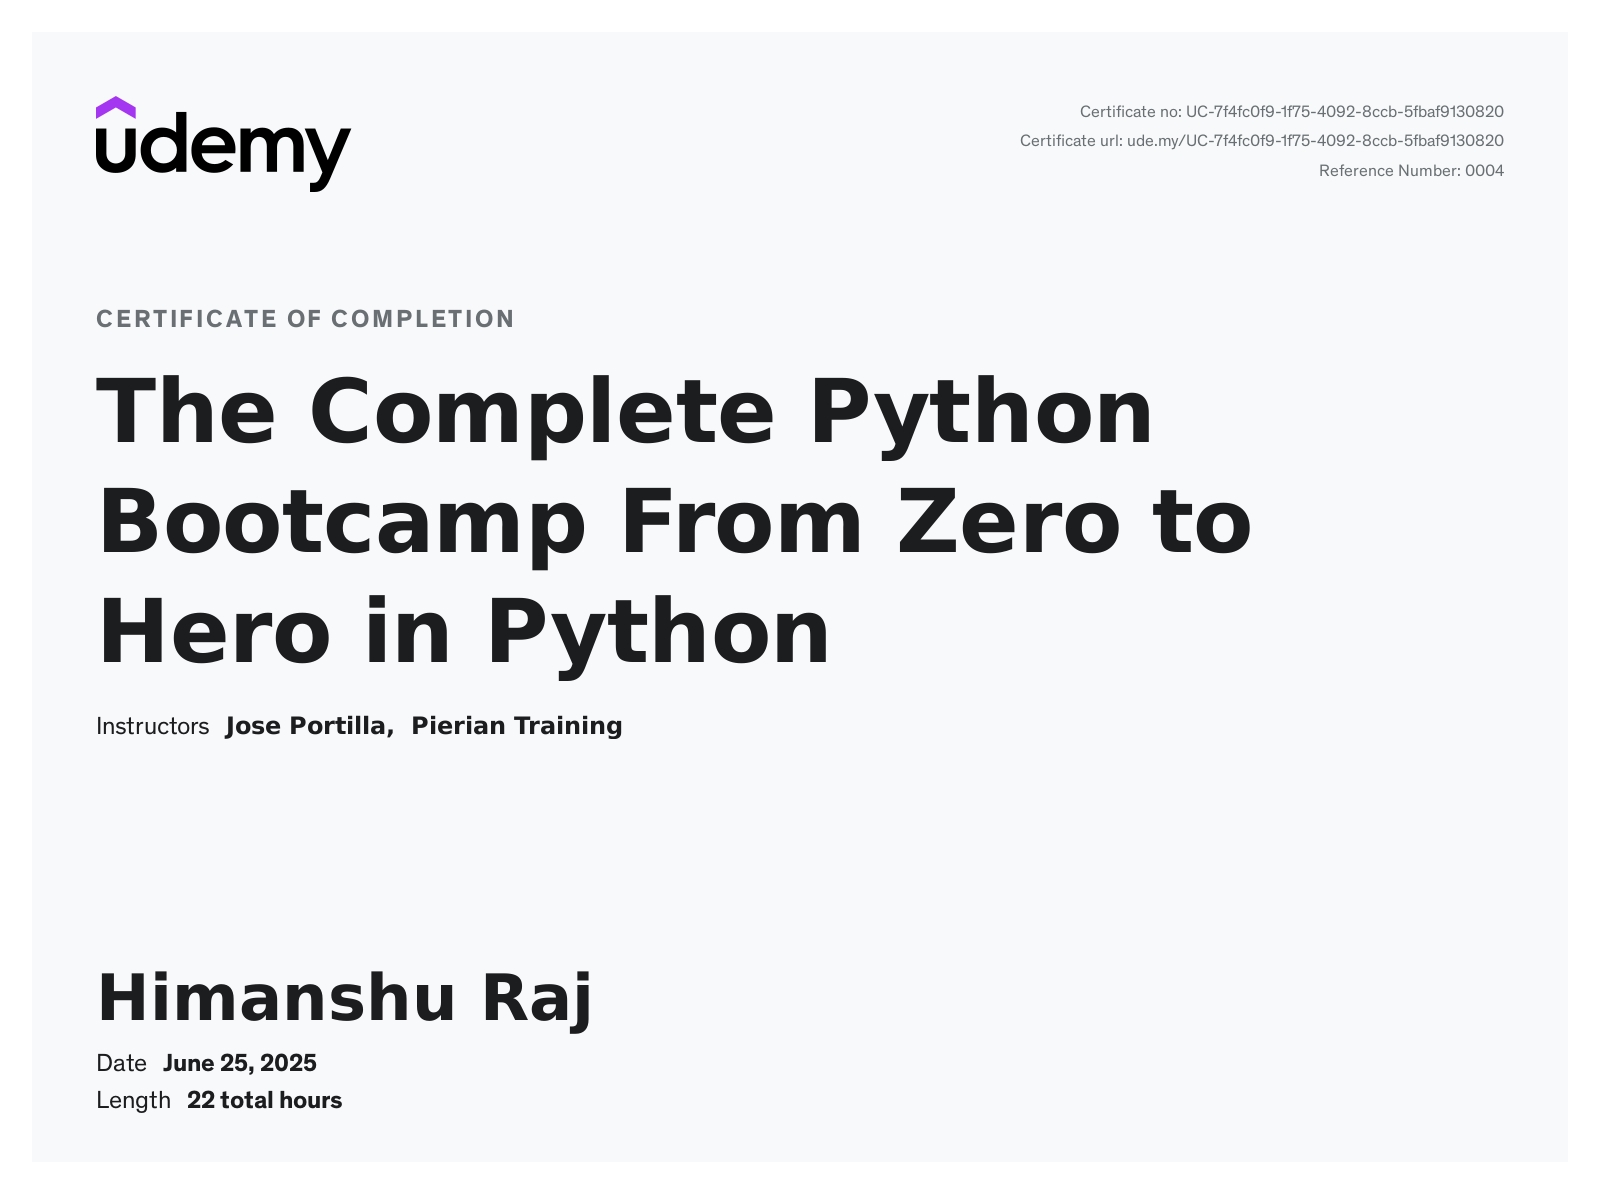 udemy
Certificate no: UC-7f4fc0f9-1f75-4092-8ccb-5fbaf9130820
Certificate url: ude.my/UC-7f4fc0f9-1f75-4092-8ccb-5fbaf9130820
Reference Number: 0004
CERTIFICATE OF COMPLETION
The Complete Python
Bootcamp From Zero to
Hero in Python
Instructors Jose Portilla, Pierian Training
Himanshu Raj
Date June 25, 2025
Length 22 total hours